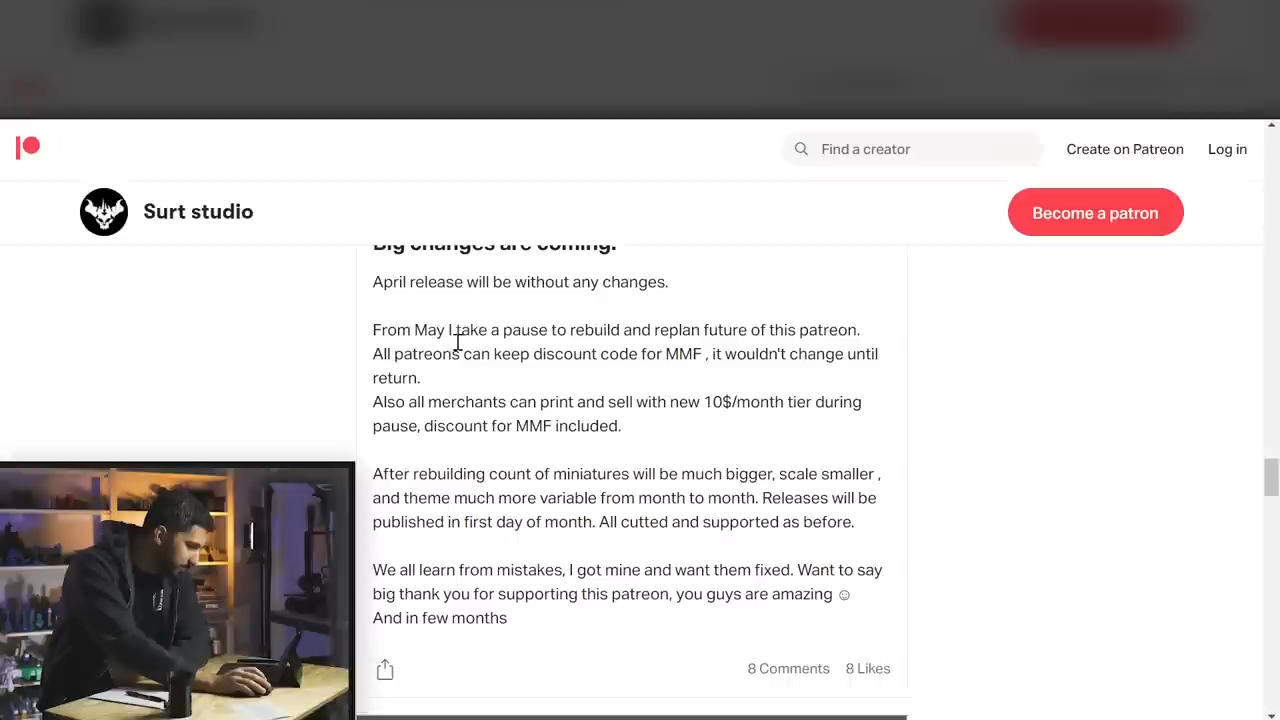 Find a creator
Create on Patreon
Log in
Surt studio
Become a patron
Big changes are coming.
April release will be without any changes.
From May I take a pause to rebuild and replan future of this patreon.
All patreons can keep discount code for MMF , it wouldn't change until
return.
Also all merchants can print and sell with new 10$/month tier during
pause, discount for MMF included.
After rebuilding count of miniatures will be much bigger, scale smaller ,
and theme much more variable from month to month. Releases will be
published in first day of month. All cutted and supported as before.
We all learn from mistakes, I got mine and want them fixed. Want to say
big thank you for supporting this patreon, you guys are amazing ☺
And in few months
8 Comments
8 Likes